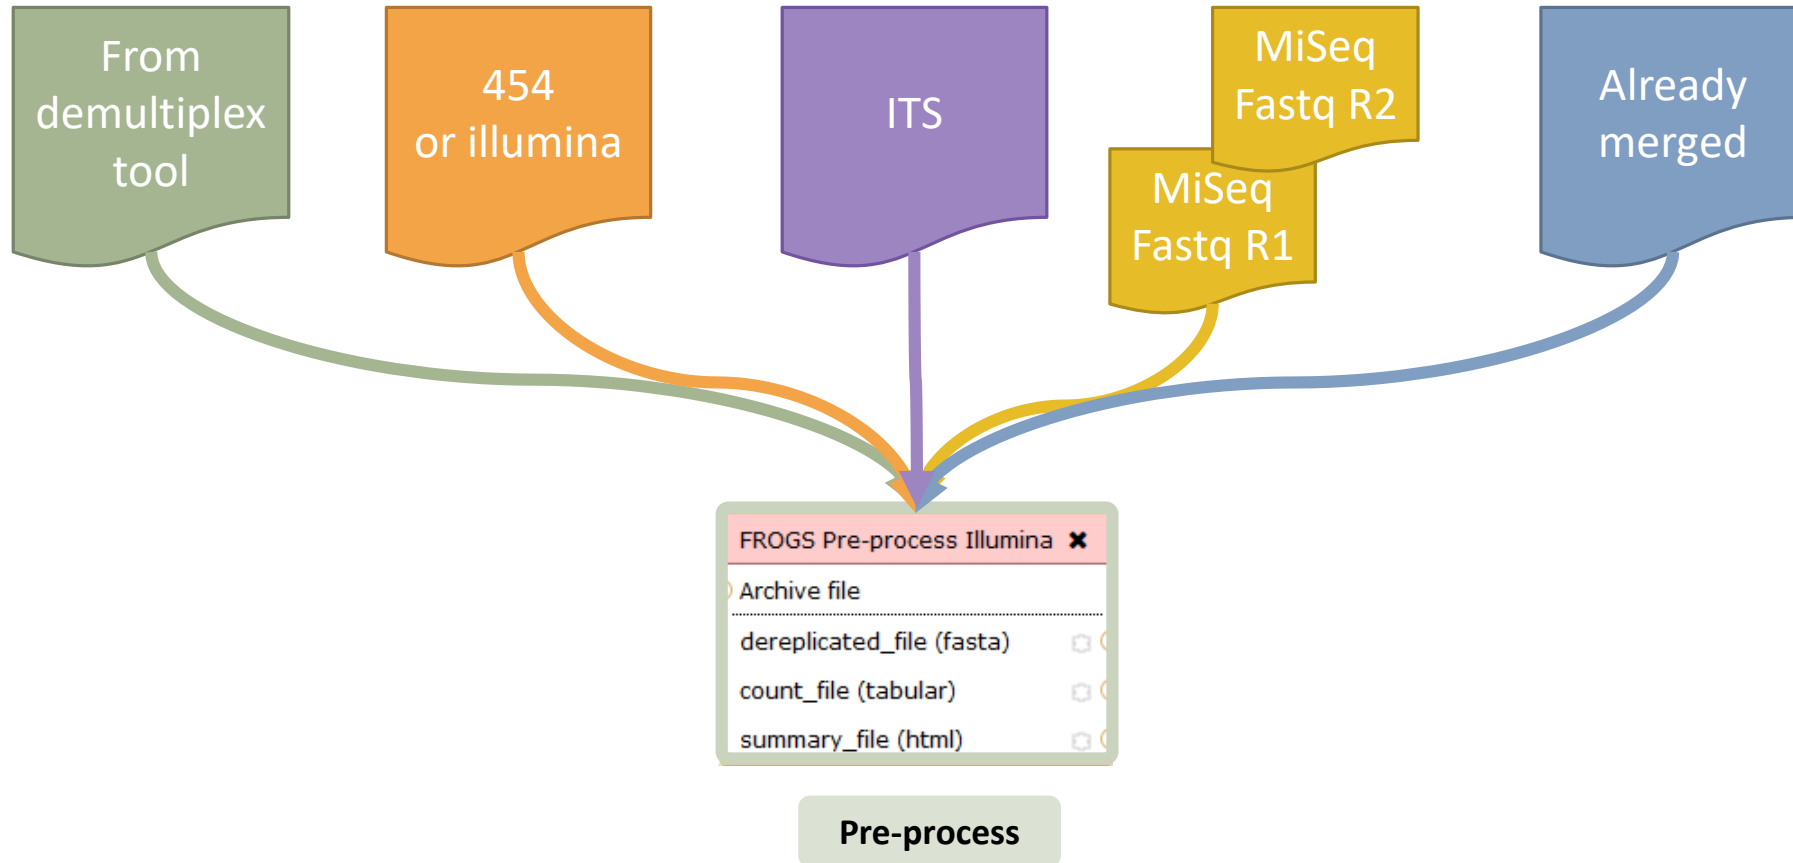 From
demultiplex
tool
454
or illumina
ITS
MiSeq
Fastq R2
MiSeq
Fastq R1
Already
merged
FROGS Pre-process Illumina ✖
Archive file
dereplicated_file (fasta)
count_file (tabular)
summary_file (html)
Pre-process